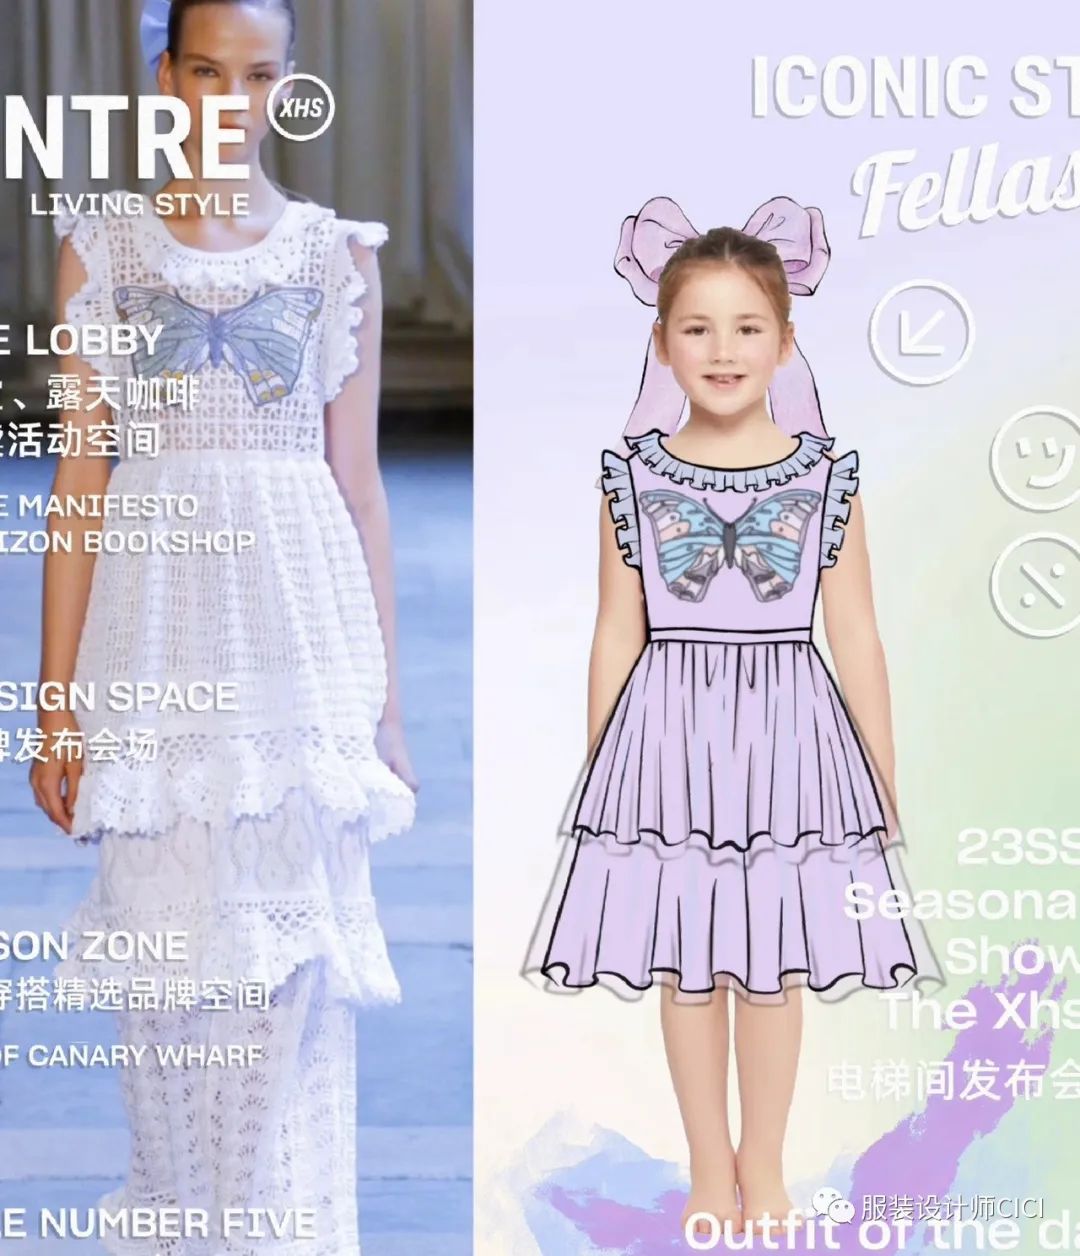 NTRE
XHS
LIVING STYLE
E LOBBY
、露天咖啡
活动空间
E MANIFESTO
IZON BOOKSHOP
SIGN SPACE
牌发布会场
SON ZONE
穿搭精选品牌空间
OF CANARY WHARF
LE NUMBER FIVE
ICONIC ST
Fellas
23SS
Seasona
Show
The Xhs
电梯间发布会
服装设计师CICI
Outfit of the da